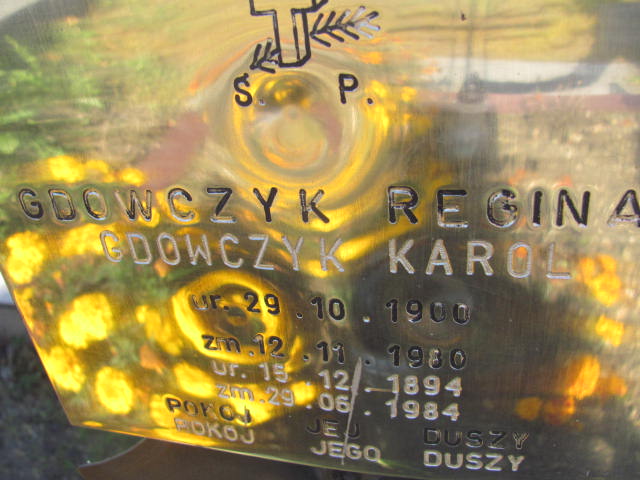 Ś. P.
GDOWCZYK REGINA
GDOWCZYK KAROL
ur. 29.10.1900
zm.12.11.1980
ur. 15.12.1894
zm.29.06.1984
POKÓJ JEJ DUSZY
POKÓJ JEGO DUSZY